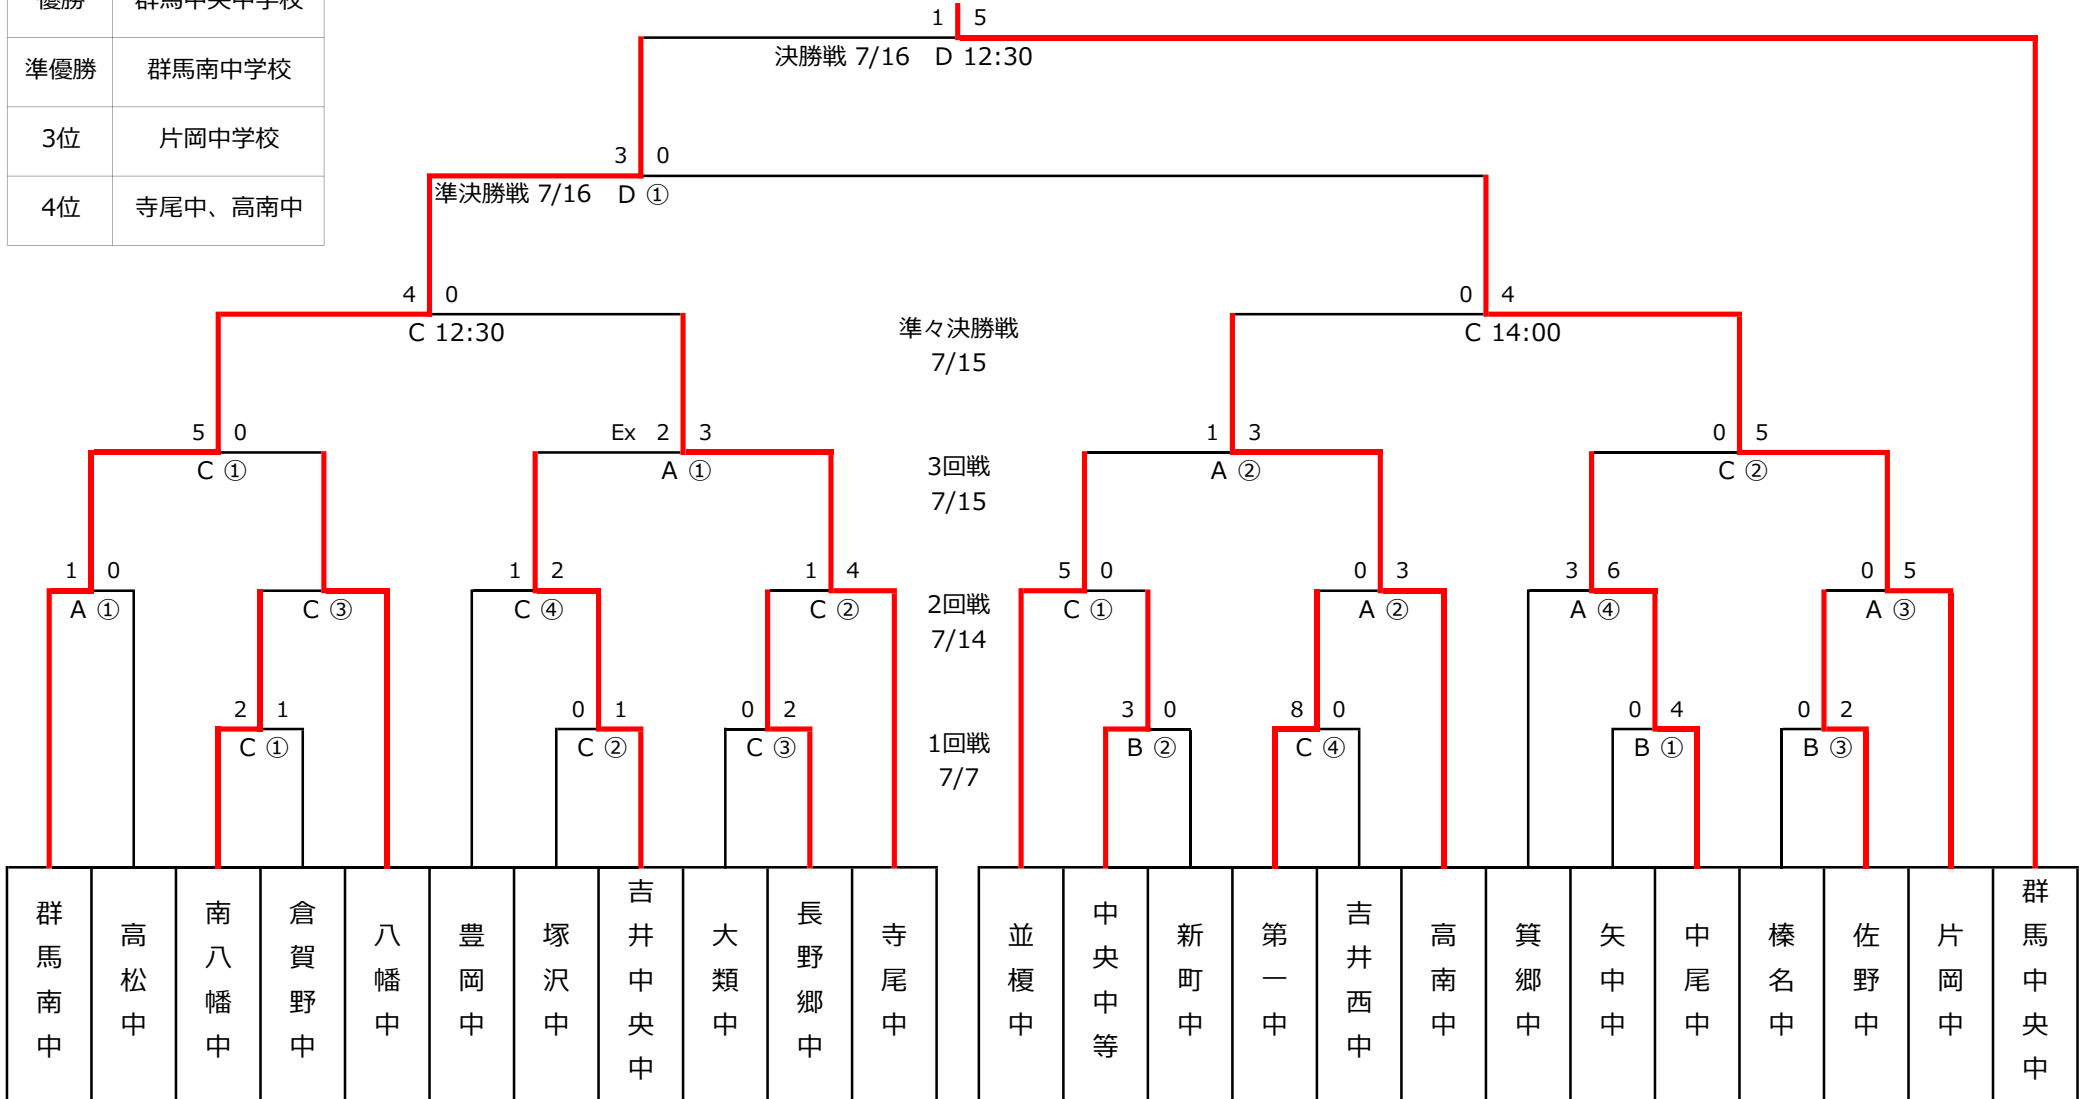 優勝 群馬中央中学校
準優勝 群馬南中学校
3位 片岡中学校
4位 寺尾中、高南中
1 5
決勝戦 7/16 D 12:30
3 0
準決勝戦 7/16 D ①
4 0
C 12:30
0 4
C 14:00
準々決勝戦
7/15
5 0
C ①
Ex 2 3
A ①
1 3
A ②
0 5
C ②
3回戦
7/15
1 0
A ①
C ③
1 2
C ④
1 4
C ②
5 0
C ①
0 3
A ②
3 6
A ④
0 5
A ③
2回戦
7/14
2 1
C ①
0 1
C ②
0 2
C ③
3 0
B ②
8 0
C ④
0 4
B ①
0 2
B ③
1回戦
7/7
群馬南中
高松中
南八幡中
倉賀野中
八幡中
豊岡中
塚沢中
吉井中央中
大類中
長野郷中
寺尾中
並榎中
中央中等
新町中
第一中
吉井西中
高南中
箕郷中
矢中中
中尾中
榛名中
佐野中
片岡中
群馬中央中